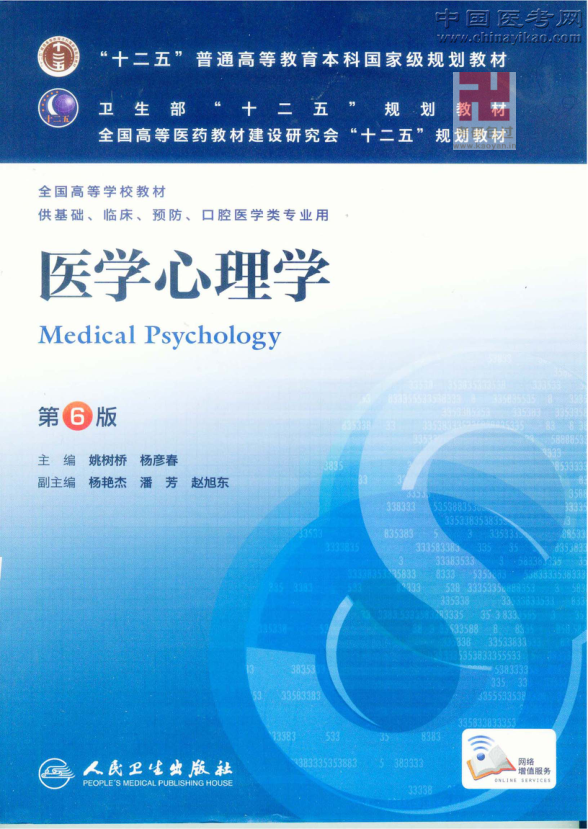 中国医考网
www.chinayikao.com
“十二五”普通高等教育本科国家级规划教材
十二五
卫生部“十二五”规划教材
全国高等医药教材建设研究会“十二五”规划教材
www.kaoyan.in
全国高等学校教材
供基础、临床、预防、口腔医学类专业用
医学心理学
Medical Psychology
第6版
主 编 姚树桥 杨彦春
副主编 杨艳杰 潘 芳 赵旭东
人民卫生出版社
PEOPLE'S MEDICAL PUBLISHING HOUSE
网络
增值服务
ONLINE SERVICES